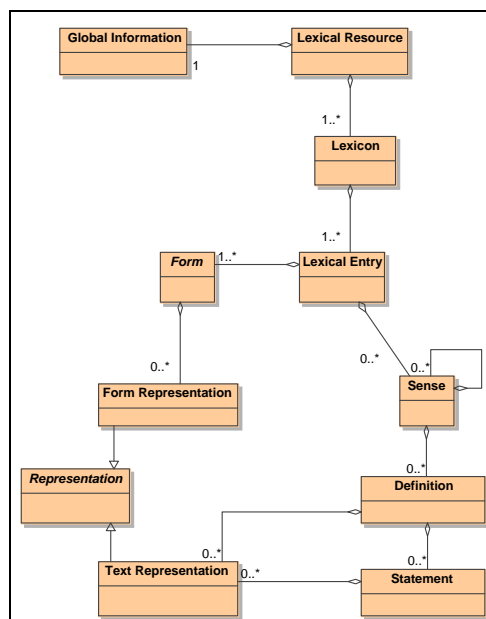 Global Information
Lexical Resource
1
1..*
Lexicon
1..*
Form
1..*
Lexical Entry
0..*
0..*
0..*
Form Representation
Sense
Representation
0..*
Definition
0..*
0..*
Text Representation
0..*
Statement